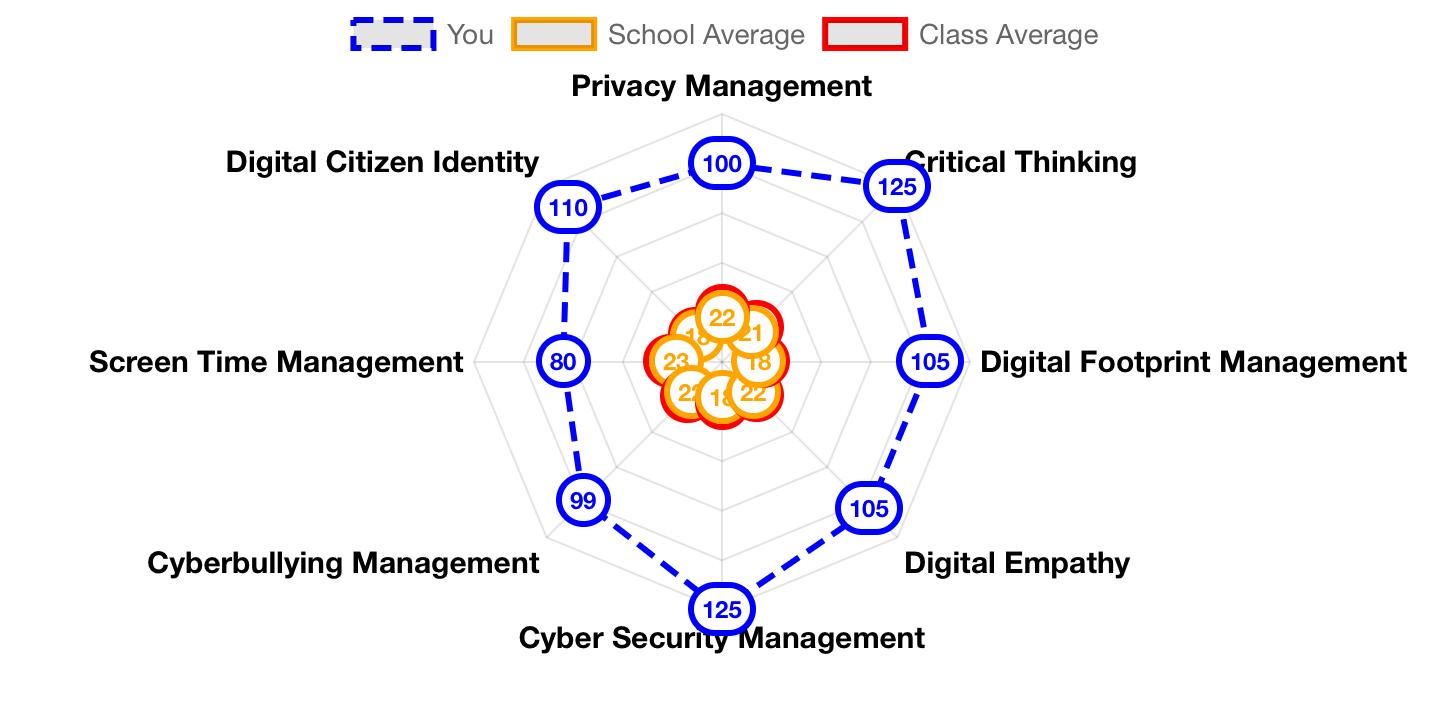 You School Average Class Average
Privacy Management
Digital Citizen Identity Critical Thinking
100
125
110
22
21
18
Screen Time Management 80 23 18 105 Digital Footprint Management
22 18 22
99
105
Cyberbullying Management Digital Empathy
125
Cyber Security Management